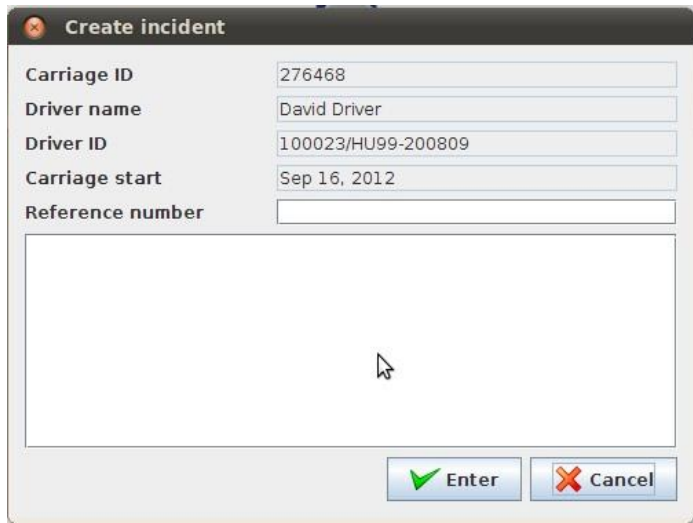 Create incident
Carriage ID 276468
Driver name David Driver
Driver ID 100023/HU99-200809
Carriage start Sep 16, 2012
Reference number
Enter Cancel